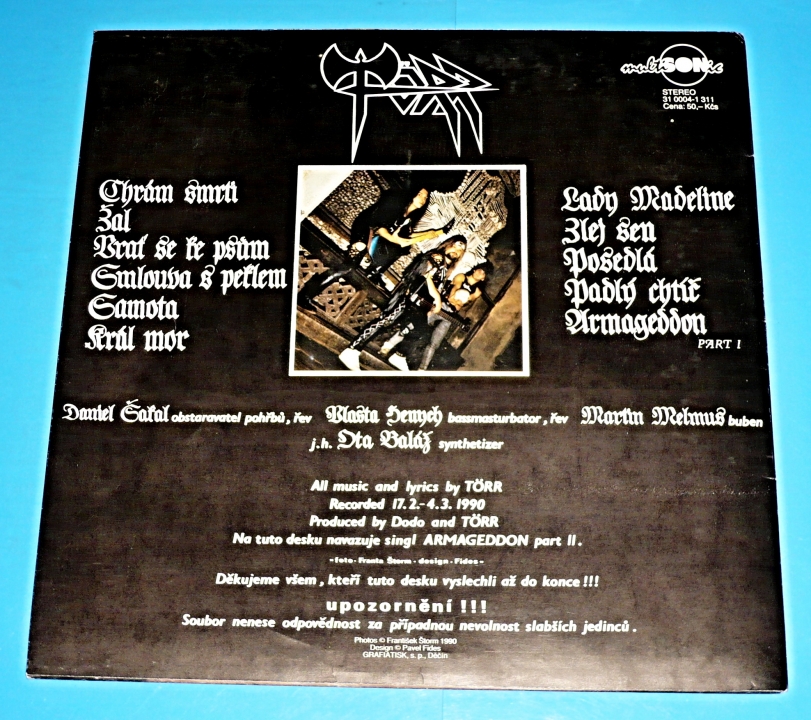 TÖRR
multiSONic
STEREO
31 0004-1 311
Cena: 50,– Kčs
Chrám smrti
Žal
Vrať se ke psům
Smlouva s peklem
Samota
Král mor
Lady Madeline
Zlej sen
Posedlá
Padlý chtíč
Armageddon
PART I
Daniel Šakal obstaravatel pohřbů, řev Vlasta Henych bassmasturbator, řev Martin Melmus buben
j.h. Ota Baláž synthetizer
All music and lyrics by TÖRR
Recorded 17.2.–4.3. 1990
Produced by Dodo and TÖRR
Na tuto desku navazuje singl ARMAGEDDON part II.
-foto- Franta Štorm - design - Fides -
Děkujeme všem, kteří tuto desku vyslechli až do konce!!!
upozornění!!!
Soubor nenese odpovědnost za případnou nevolnost slabších jedinců.
Photos © František Štorm 1990
Design © Pavel Fides
GRAFIATISK, s. p., Děčín